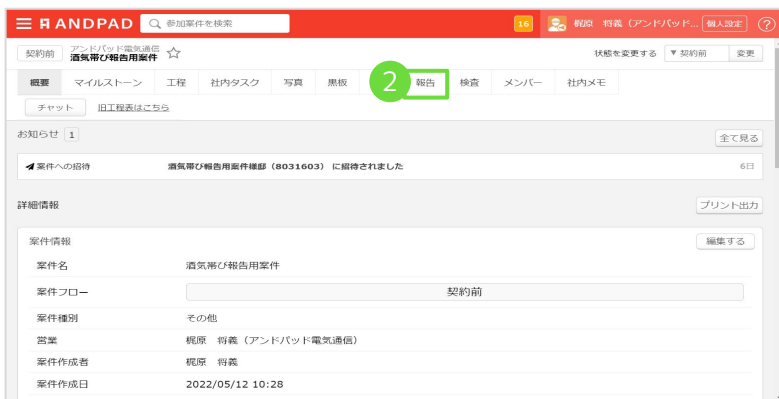 ANDPAD 参加案件を検索 16 梶原 将義（アンドパッド... 個人設定 ?
契約前 アンドパッド電気通信
酒気帯び報告用案件 ☆ 状態を変更する ▼契約前 変更
概要 マイルストーン 工程 社内タスク 写真 黒板 2 報告 検査 メンバー 社内メモ
チャット 旧工程表はこちら
お知らせ 1 全て見る
案件への招待 酒気帯び報告用案件様邸（8031603） に招待されました 6日
詳細情報 プリント出力
案件情報 編集する
案件名 酒気帯び報告用案件
案件フロー 契約前
案件種別 その他
営業 梶原 将義（アンドパッド電気通信）
案件作成者 梶原 将義
案件作成日 2022/05/12 10:28